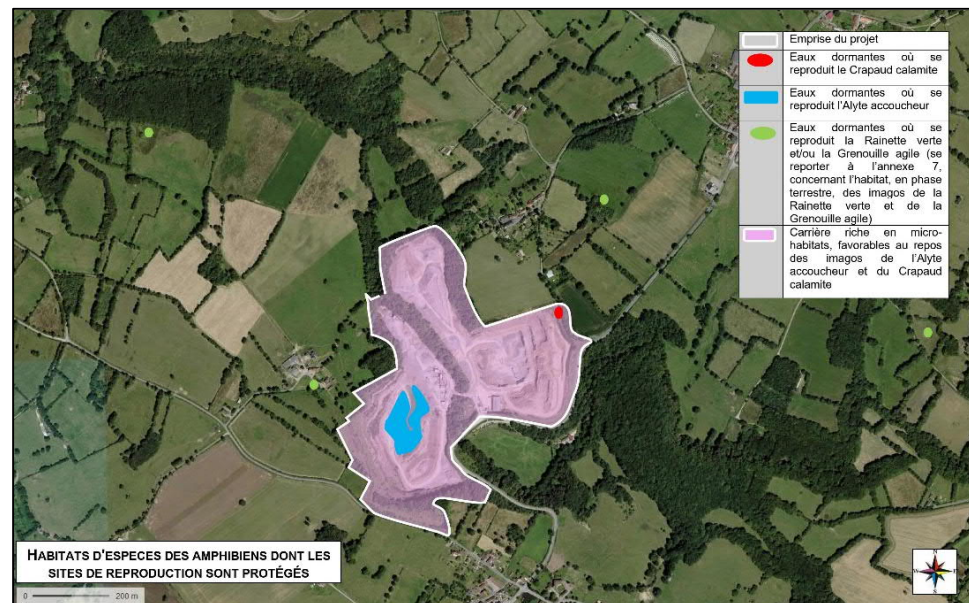 Emprise du projet
Eaux dormantes où se
reproduit le Crapaud calamite
Eaux dormantes où se
reproduit l'Alyte accoucheur
Eaux dormantes où se
reproduit la Rainette verte
et/ou la Grenouille agile (se
reporter à l'annexe 7,
concernant l'habitat, en phase
terrestre, des imagos de la
Rainette verte et de la
Grenouille agile)
Carrière riche en micro-
habitats, favorables au repos
des imagos de l'Alyte
accoucheur et du Crapaud
calamite
HABITATS D'ESPECES DES AMPHIBIENS DONT LES
SITES DE REPRODUCTION SONT PROTÉGÉS
0 200 m